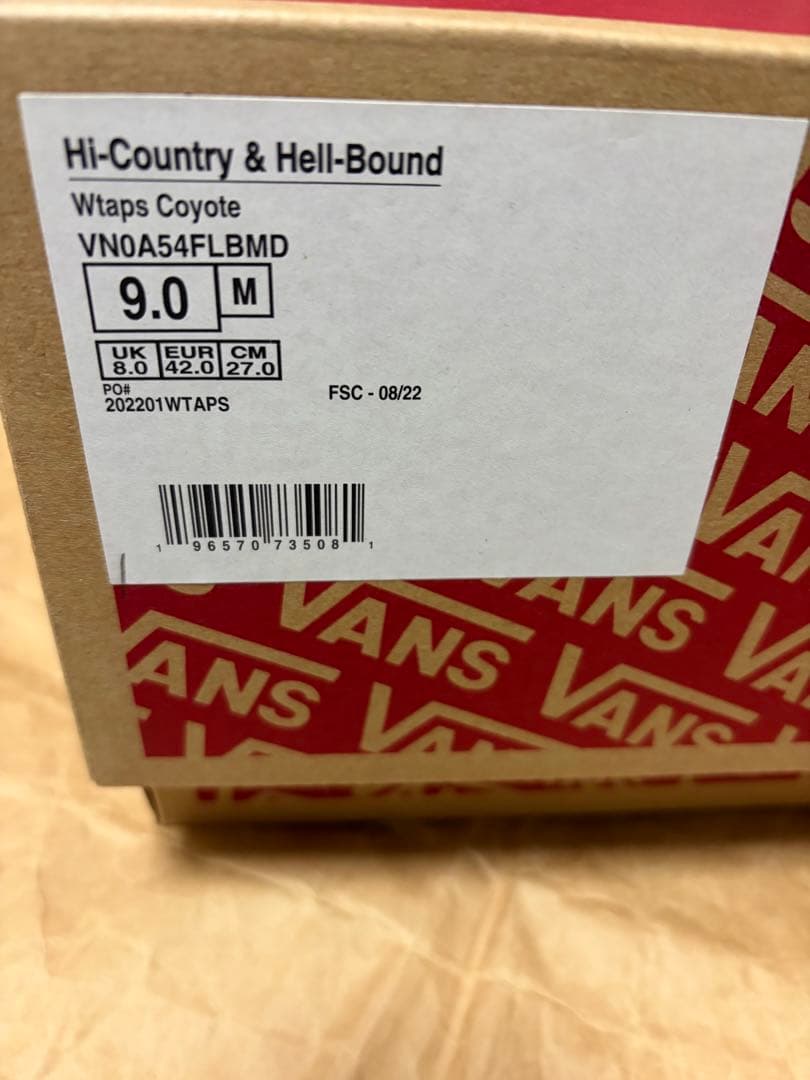 Hi-Country & Hell-Bound
Wtaps Coyote
VN0A54FLBMD
9.0 M
UK EUR CM
8.0 42.0 27.0
PO#
202201WTAPS
FSC - 08/22
1 96570 73508 1
VANS
VANS
VANS
VANS
VANS